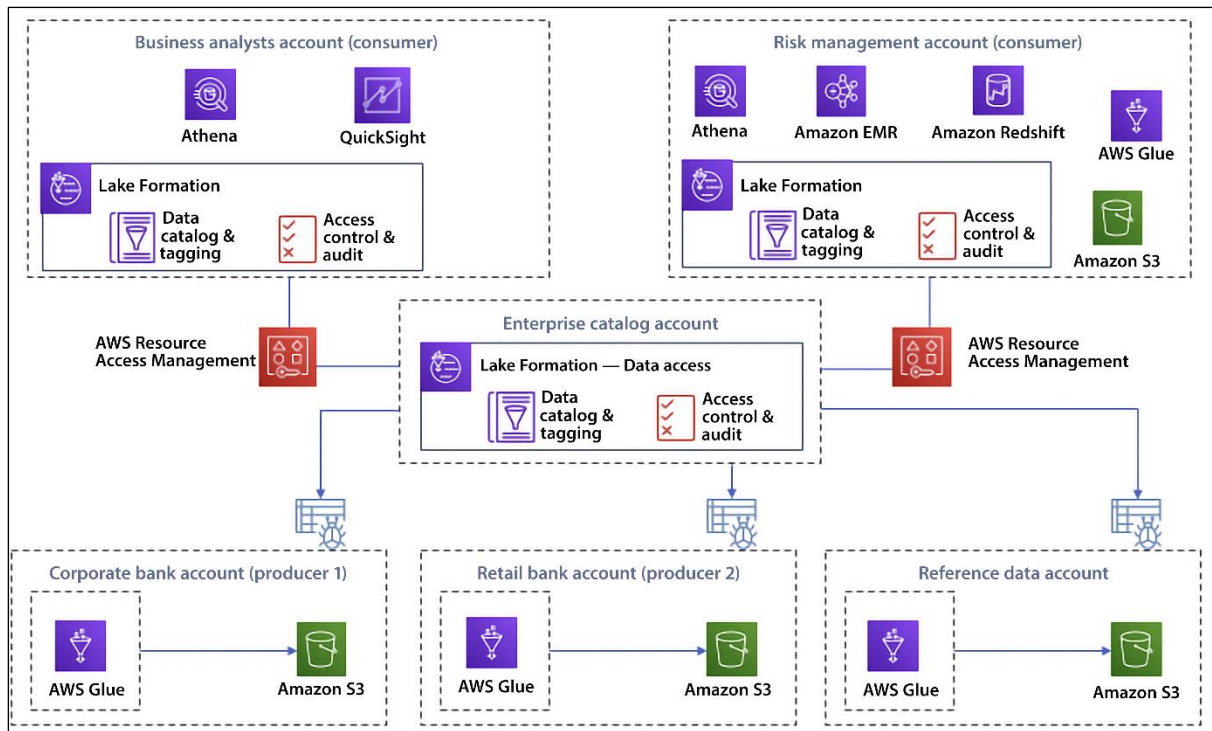 Business analysts account (consumer)
Athena
QuickSight
Lake Formation
Data
catalog &
tagging
Access
control &
audit
Risk management account (consumer)
Athena
Amazon EMR
Amazon Redshift
AWS Glue
Lake Formation
Data
catalog &
tagging
Access
control &
audit
Amazon S3
AWS Resource
Access Management
Enterprise catalog account
Lake Formation — Data access
Data
catalog &
tagging
Access
control &
audit
AWS Resource
Access Management
Corporate bank account (producer 1)
AWS Glue
Amazon S3
Retail bank account (producer 2)
AWS Glue
Amazon S3
Reference data account
AWS Glue
Amazon S3